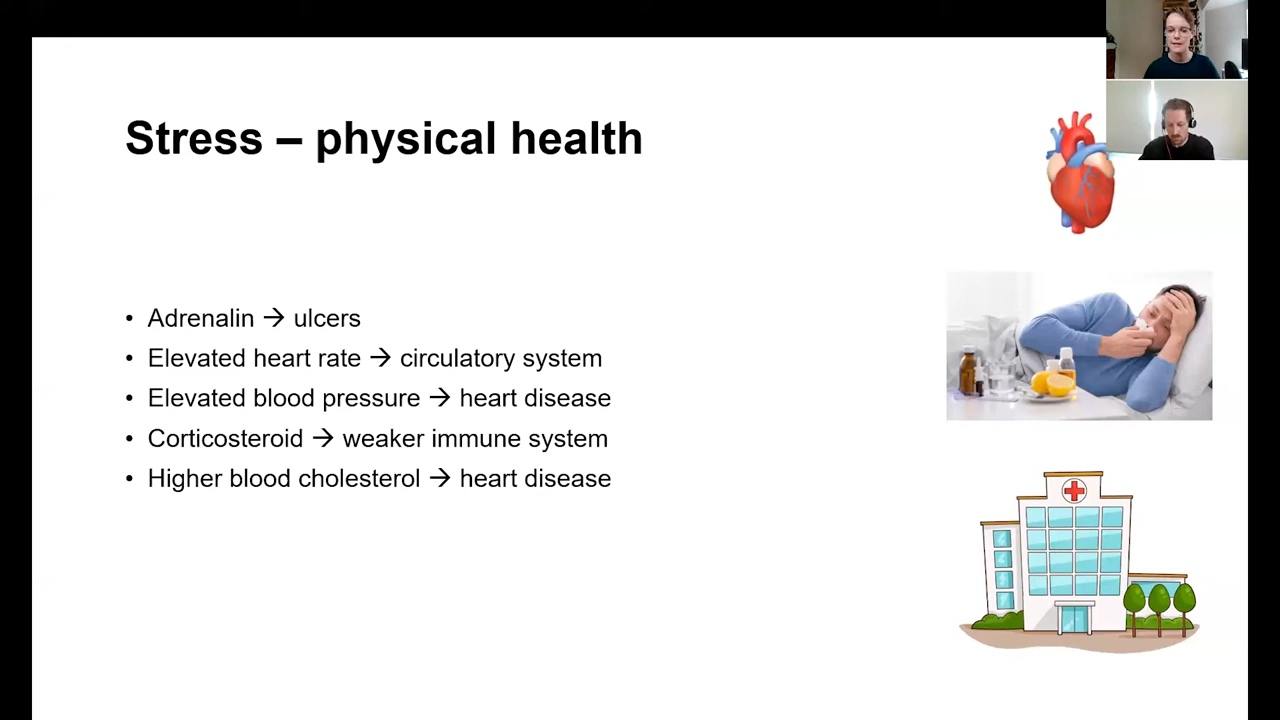 Stress – physical health
• Adrenalin → ulcers
• Elevated heart rate → circulatory system
• Elevated blood pressure → heart disease
• Corticosteroid → weaker immune system
• Higher blood cholesterol → heart disease